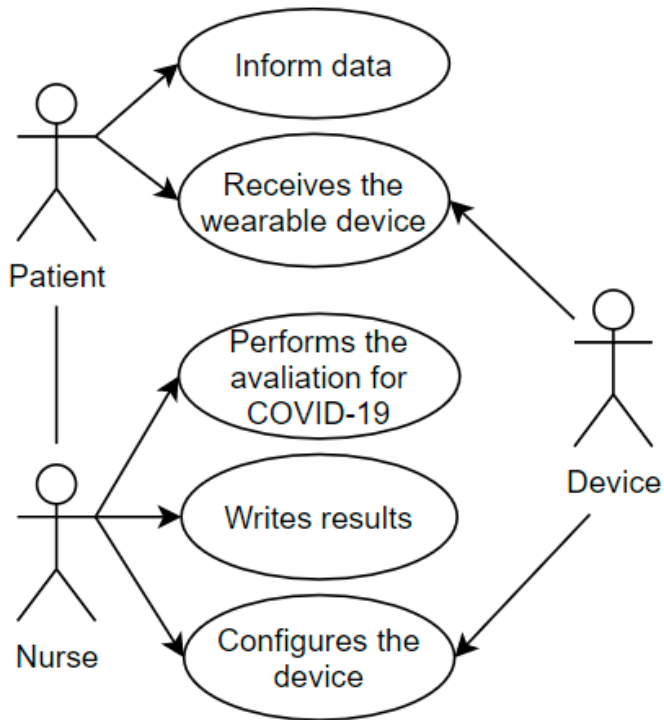 Inform data
Receives the
wearable device
Patient
Performs the
avaliation for
COVID-19
Device
Writes results
Configures the
device
Nurse